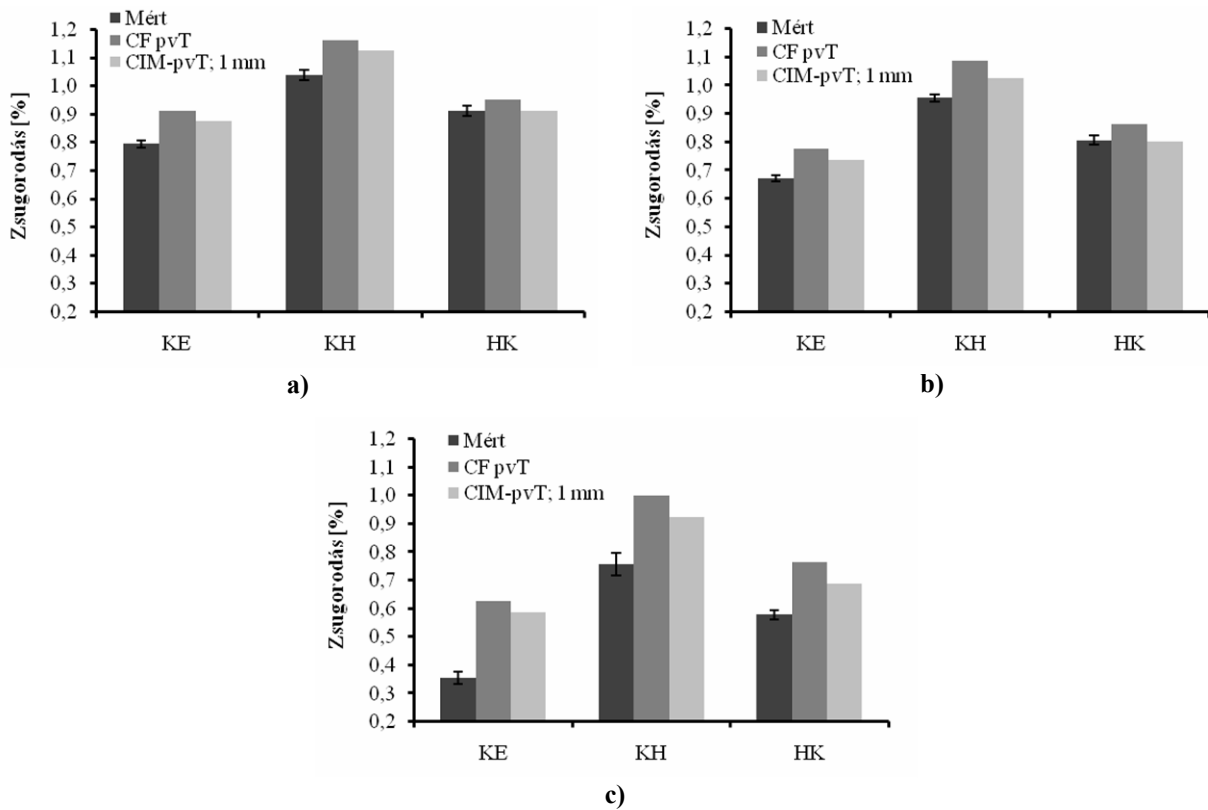 Mért
CF pvT
CIM-pvT; 1 mm
Zsugorodás [%]
1,2
1,1
1,0
0,9
0,8
0,7
0,6
0,5
0,4
0,3
0,2
KE KH HK
a)
Mért
CF pvT
CIM-pvT; 1 mm
Zsugorodás [%]
1,2
1,1
1,0
0,9
0,8
0,7
0,6
0,5
0,4
0,3
0,2
KE KH HK
b)
Mért
CF pvT
CIM-pvT; 1 mm
Zsugorodás [%]
1,2
1,1
1,0
0,9
0,8
0,7
0,6
0,5
0,4
0,3
0,2
KE KH HK
c)